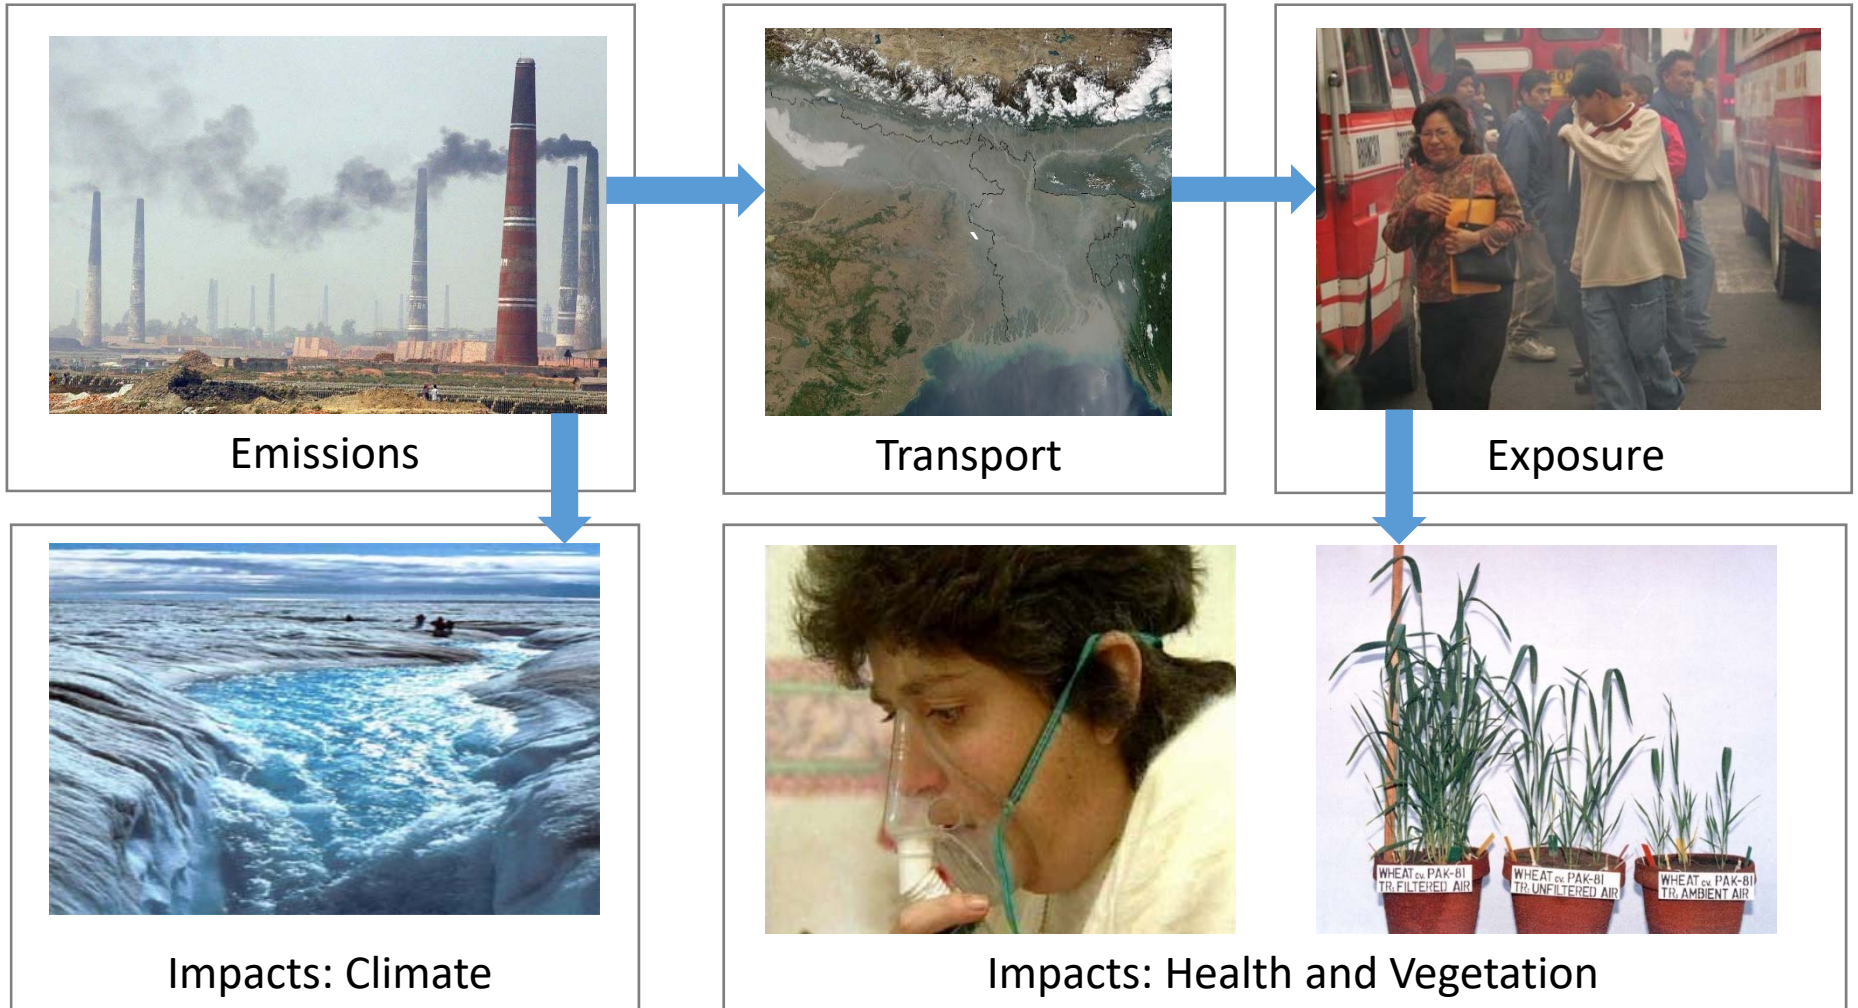 Emissions
Transport
Exposure
Impacts: Climate
WHEAT cv. PAK-81
TR. FILTERED AIR
WHEAT cv. PAK-81
TR. UNFILTERED AIR
WHEAT cv. PAK-81
TR. AMBIENT AIR
Impacts: Health and Vegetation